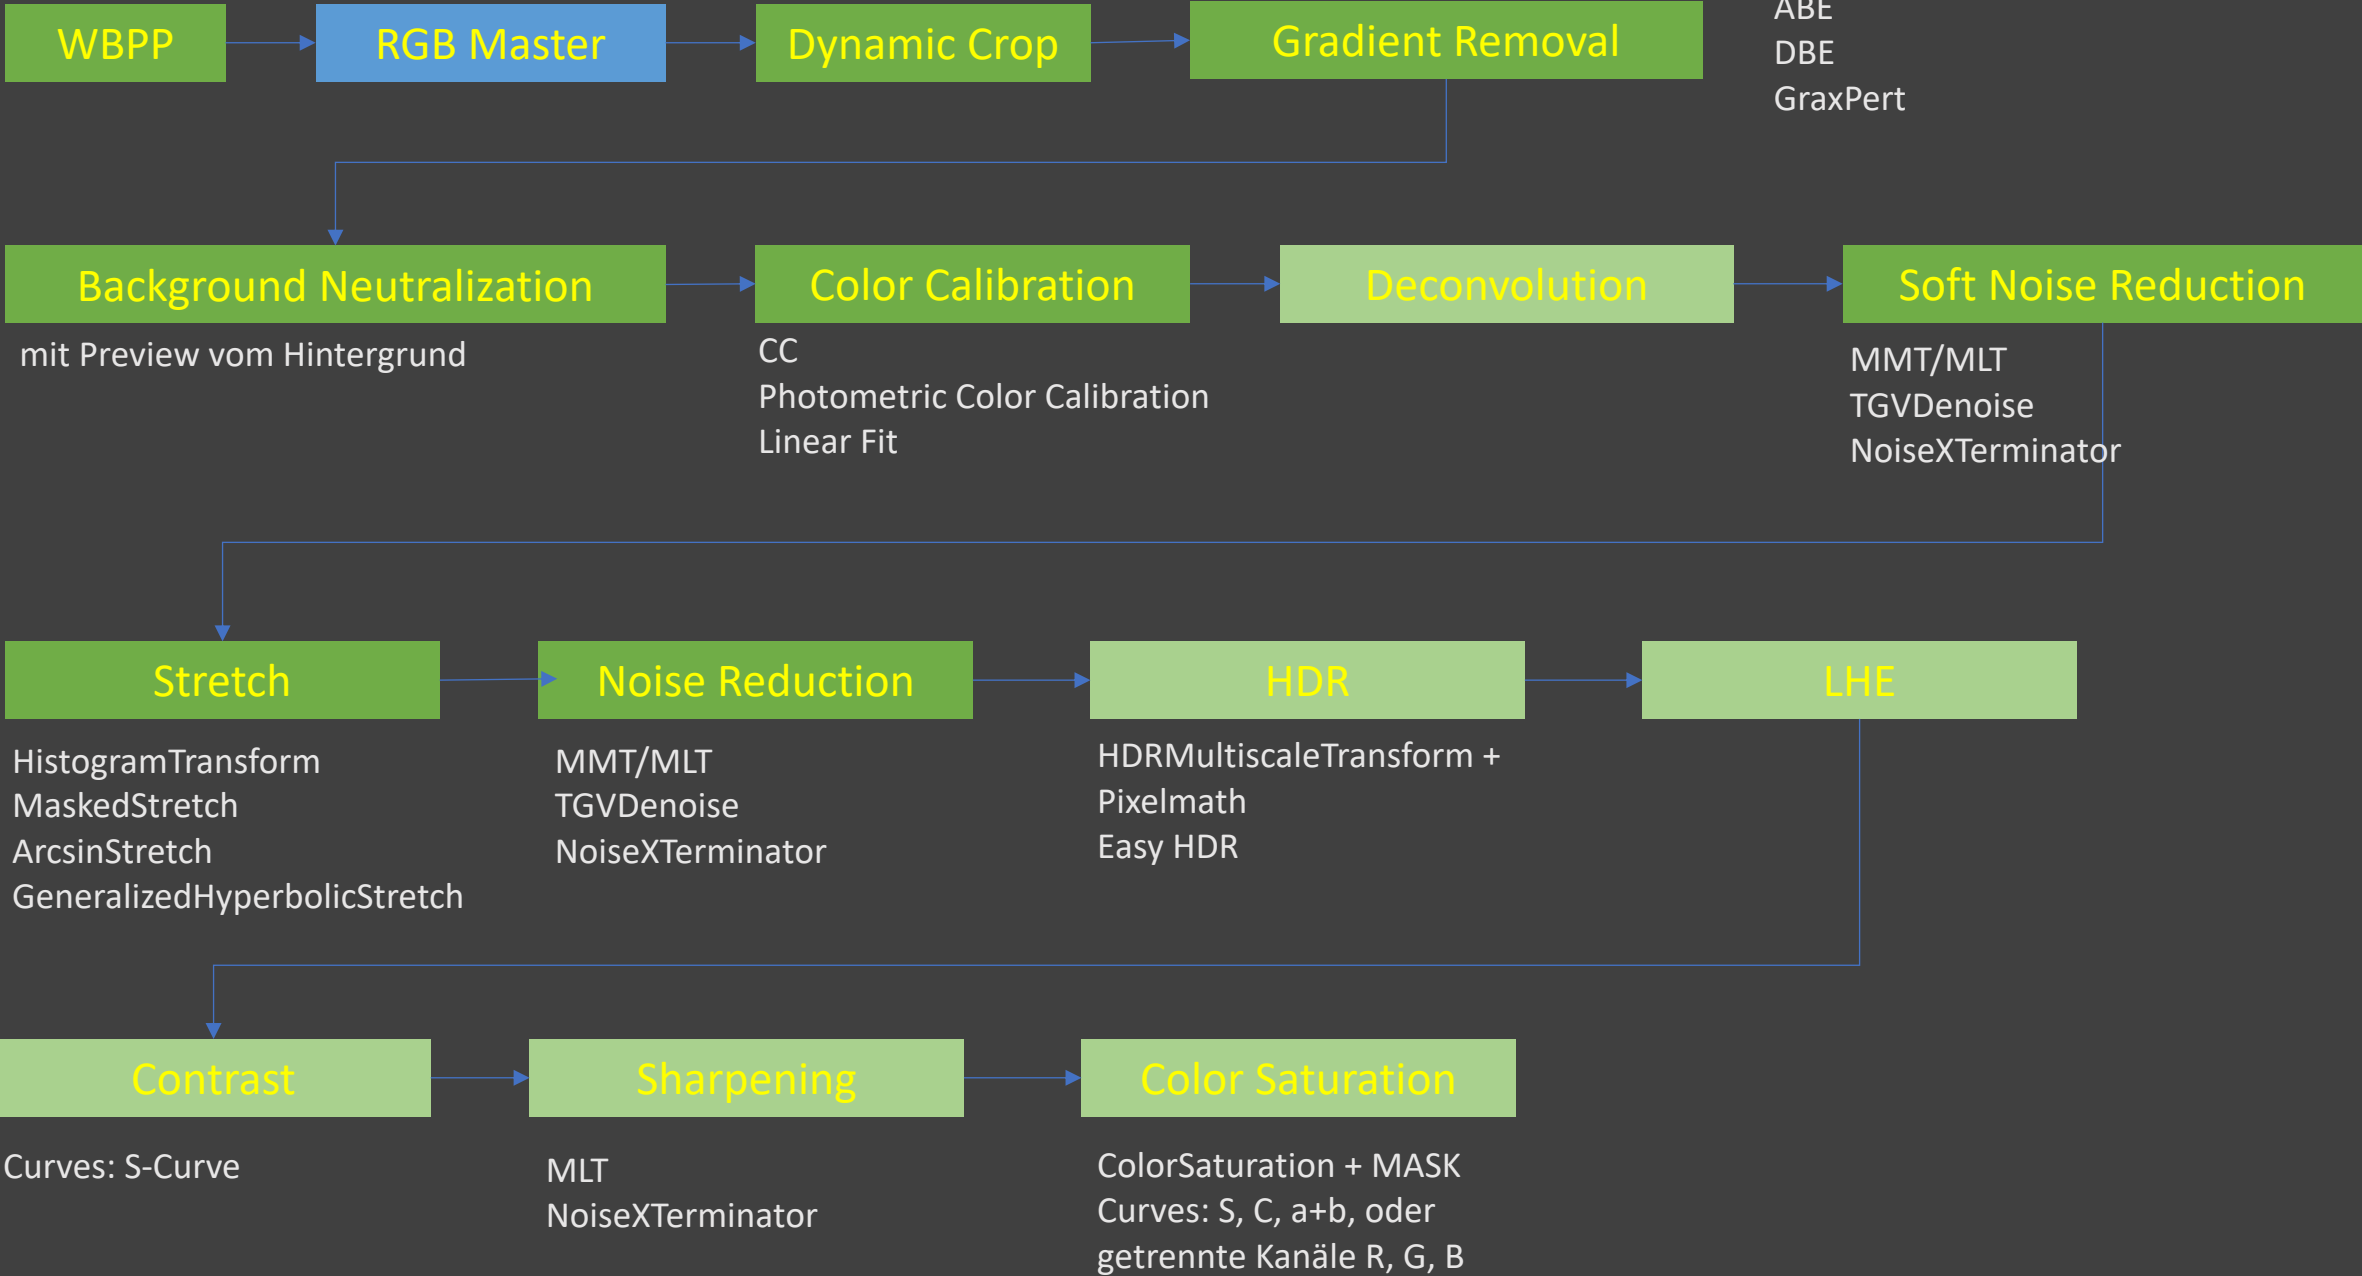 WBPP
RGB Master
Dynamic Crop
Gradient Removal
ABE
DBE
GraxPert
Background Neutralization
mit Preview vom Hintergrund
Color Calibration
CC
Photometric Color Calibration
Linear Fit
Deconvolution
Soft Noise Reduction
MMT/MLT
TGVDenoise
NoiseXTerminator
Stretch
HistogramTransform
MaskedStretch
ArcsinStretch
GeneralizedHyperbolicStretch
Noise Reduction
MMT/MLT
TGVDenoise
NoiseXTerminator
HDR
HDRMultiscaleTransform +
Pixelmath
Easy HDR
LHE
Contrast
Curves: S-Curve
Sharpening
MLT
NoiseXTerminator
Color Saturation
ColorSaturation + MASK
Curves: S, C, a+b, oder
getrennte Kanäle R, G, B